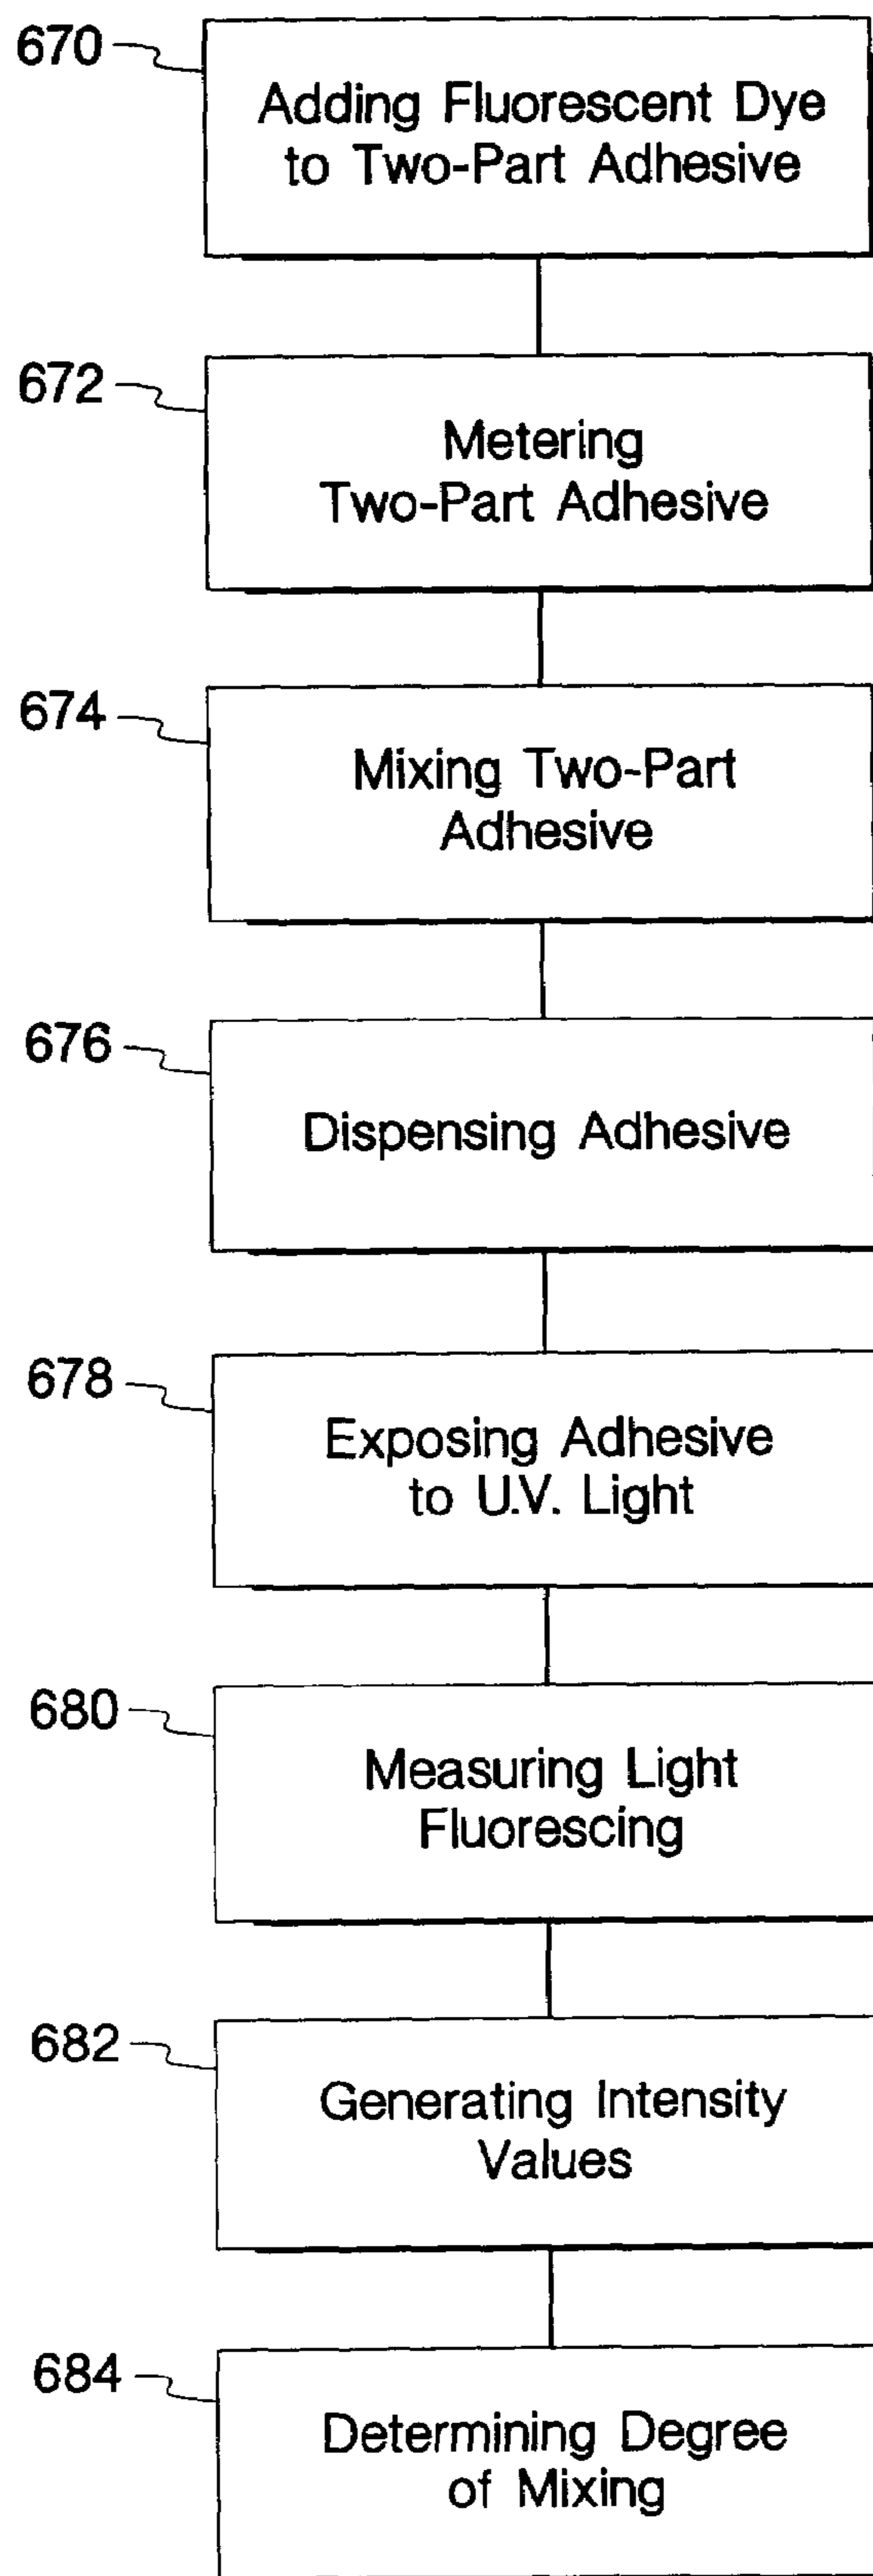 670
Adding Fluorescent Dye
to Two-Part Adhesive
672
Metering
Two-Part Adhesive
674
Mixing Two-Part
Adhesive
676
Dispensing Adhesive
678
Exposing Adhesive
to U.V. Light
680
Measuring Light
Fluorescing
682
Generating Intensity
Values
684
Determining Degree
of Mixing